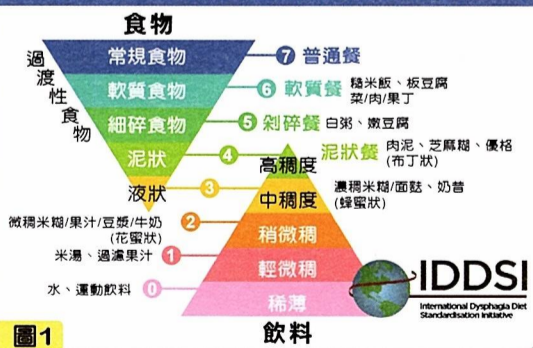 食物
過渡性食物
常規食物 7 普通餐
軟質食物 6 軟質餐 糙米飯、板豆腐
菜/肉/果丁
細碎食物 5 剁碎餐 白粥、嫩豆腐
泥狀 4 高稠度 泥狀餐 肉泥、芝麻糊、優格
(布丁狀)
液狀 3 中稠度 濃稠米糊/面麩、奶昔
(蜂蜜狀)
微稠米糊/果汁/豆漿/牛奶 2 稍微稠
(花蜜狀)
米湯、過濾果汁 1 輕微稠
水、運動飲料 0 稀薄
飲料
IDDSI
International Dysphagia Diet
Standardisation Initiative
圖1